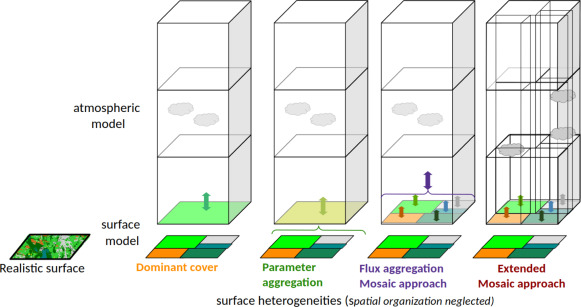 atmospheric
model
surface
model
Realistic surface
Dominant cover
Parameter
aggregation
Flux aggregation
Mosaic approach
Extended
Mosaic approach
surface heterogeneities (spatial organization neglected)